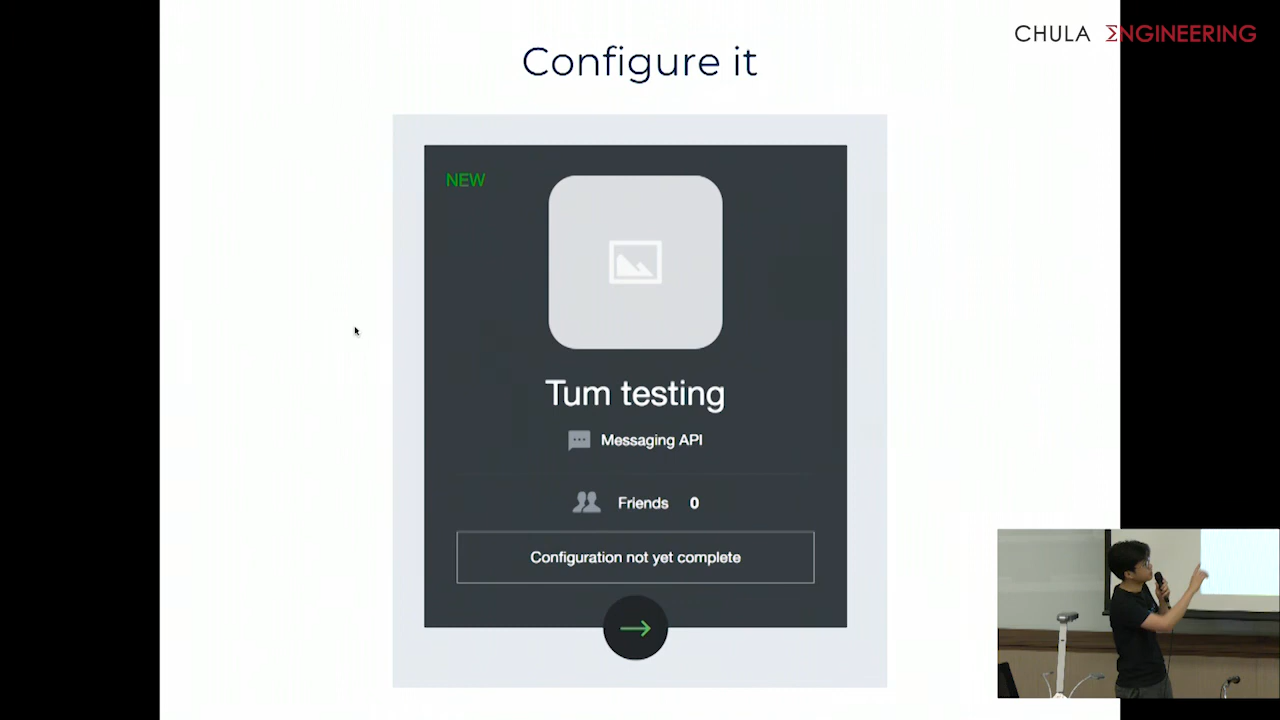 CHULA ΣNGINEERING
Configure it
NEW
Tum testing
Messaging API
Friends 0
Configuration not yet complete